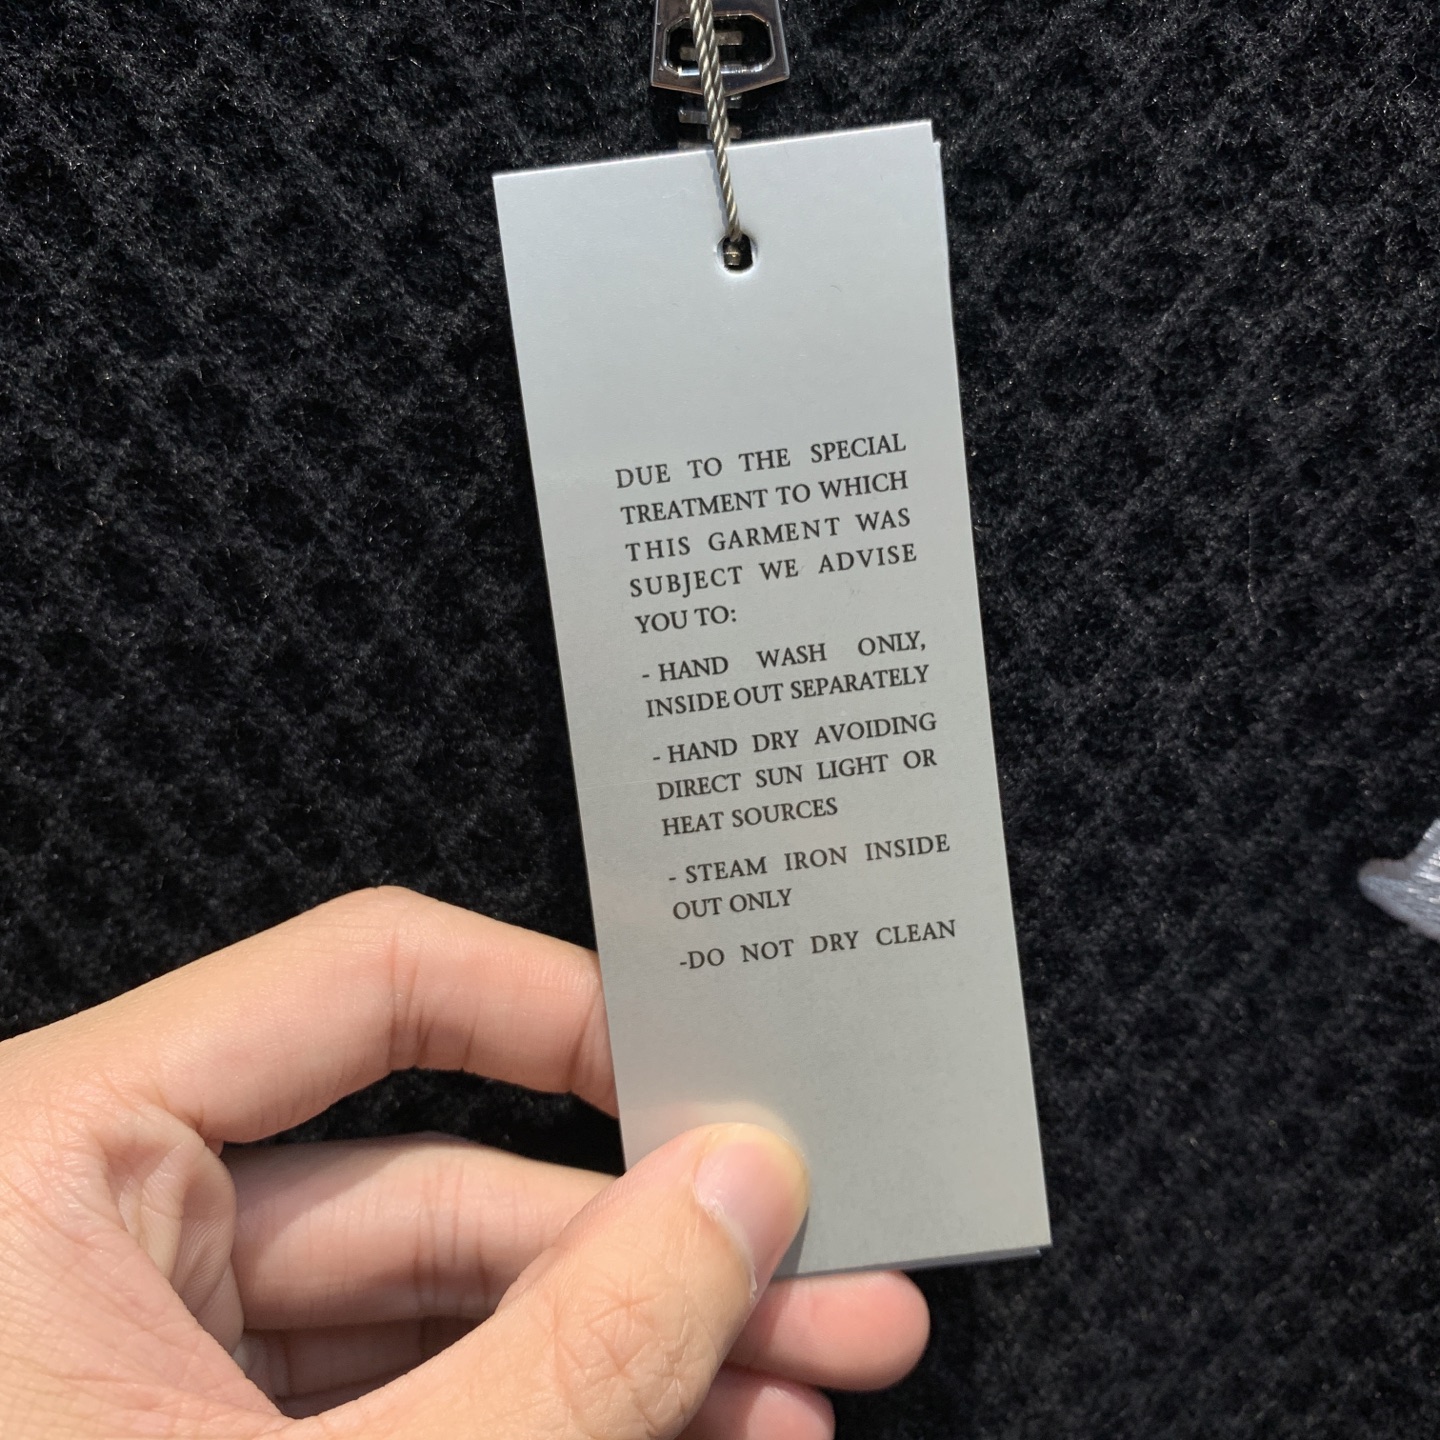 DUE TO THE SPECIAL
TREATMENT TO WHICH
THIS GARMENT WAS
SUBJECT WE ADVISE
YOU TO:
- HAND WASH ONLY,
INSIDE OUT SEPARATELY
- HAND DRY AVOIDING
DIRECT SUN LIGHT OR
HEAT SOURCES
- STEAM IRON INSIDE
OUT ONLY
-DO NOT DRY CLEAN